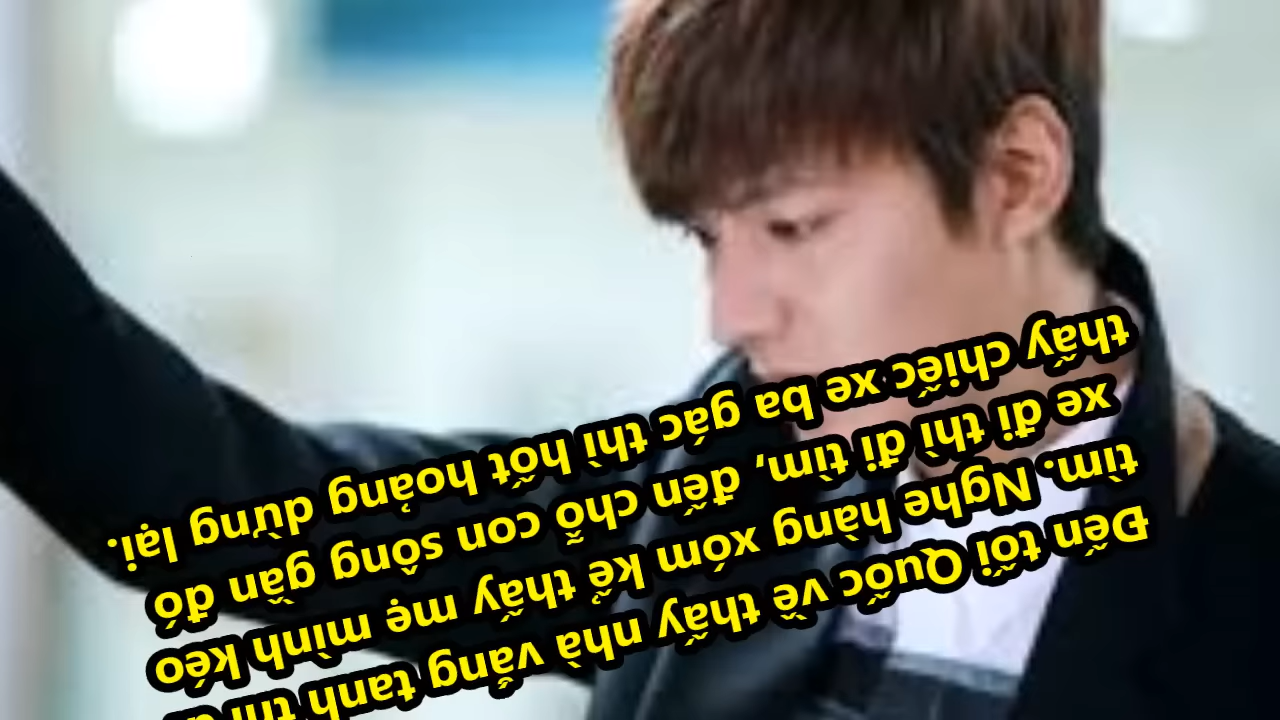 Đến tối Quốc về thấy nhà vắng tanh thì
tìm. Nghe hàng xóm kể thấy mẹ mình kéo
xe đi thì đi tìm, đến chỗ con sông gần đó
thấy chiếc xe ba gác thì hốt hoảng dừng lại.